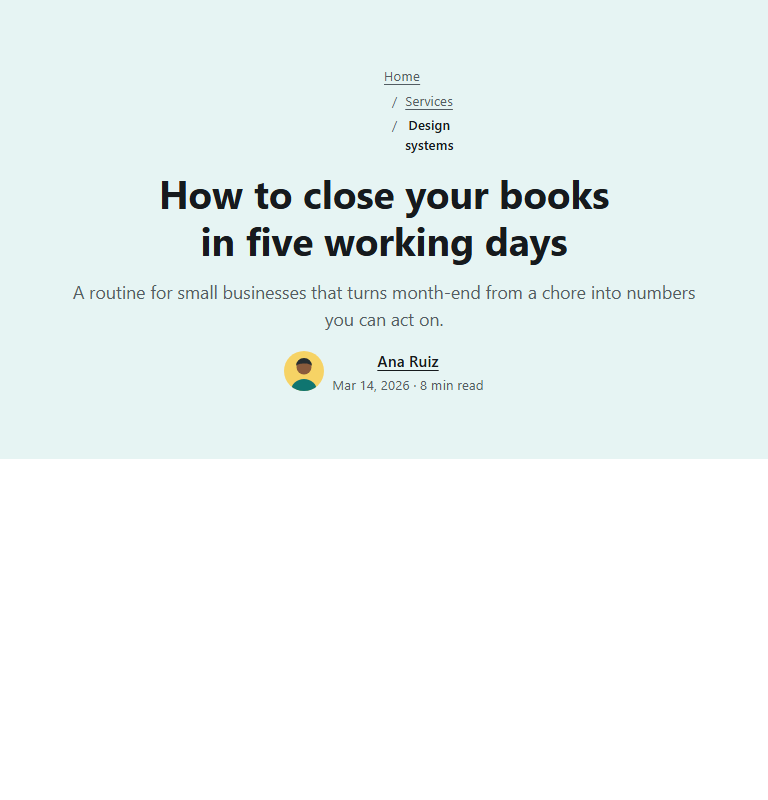 Home
/ Services
/ Design
systems
How to close your books
in five working days
A routine for small businesses that turns month-end from a chore into numbers
you can act on.
Ana Ruiz
Mar 14, 2026 · 8 min read